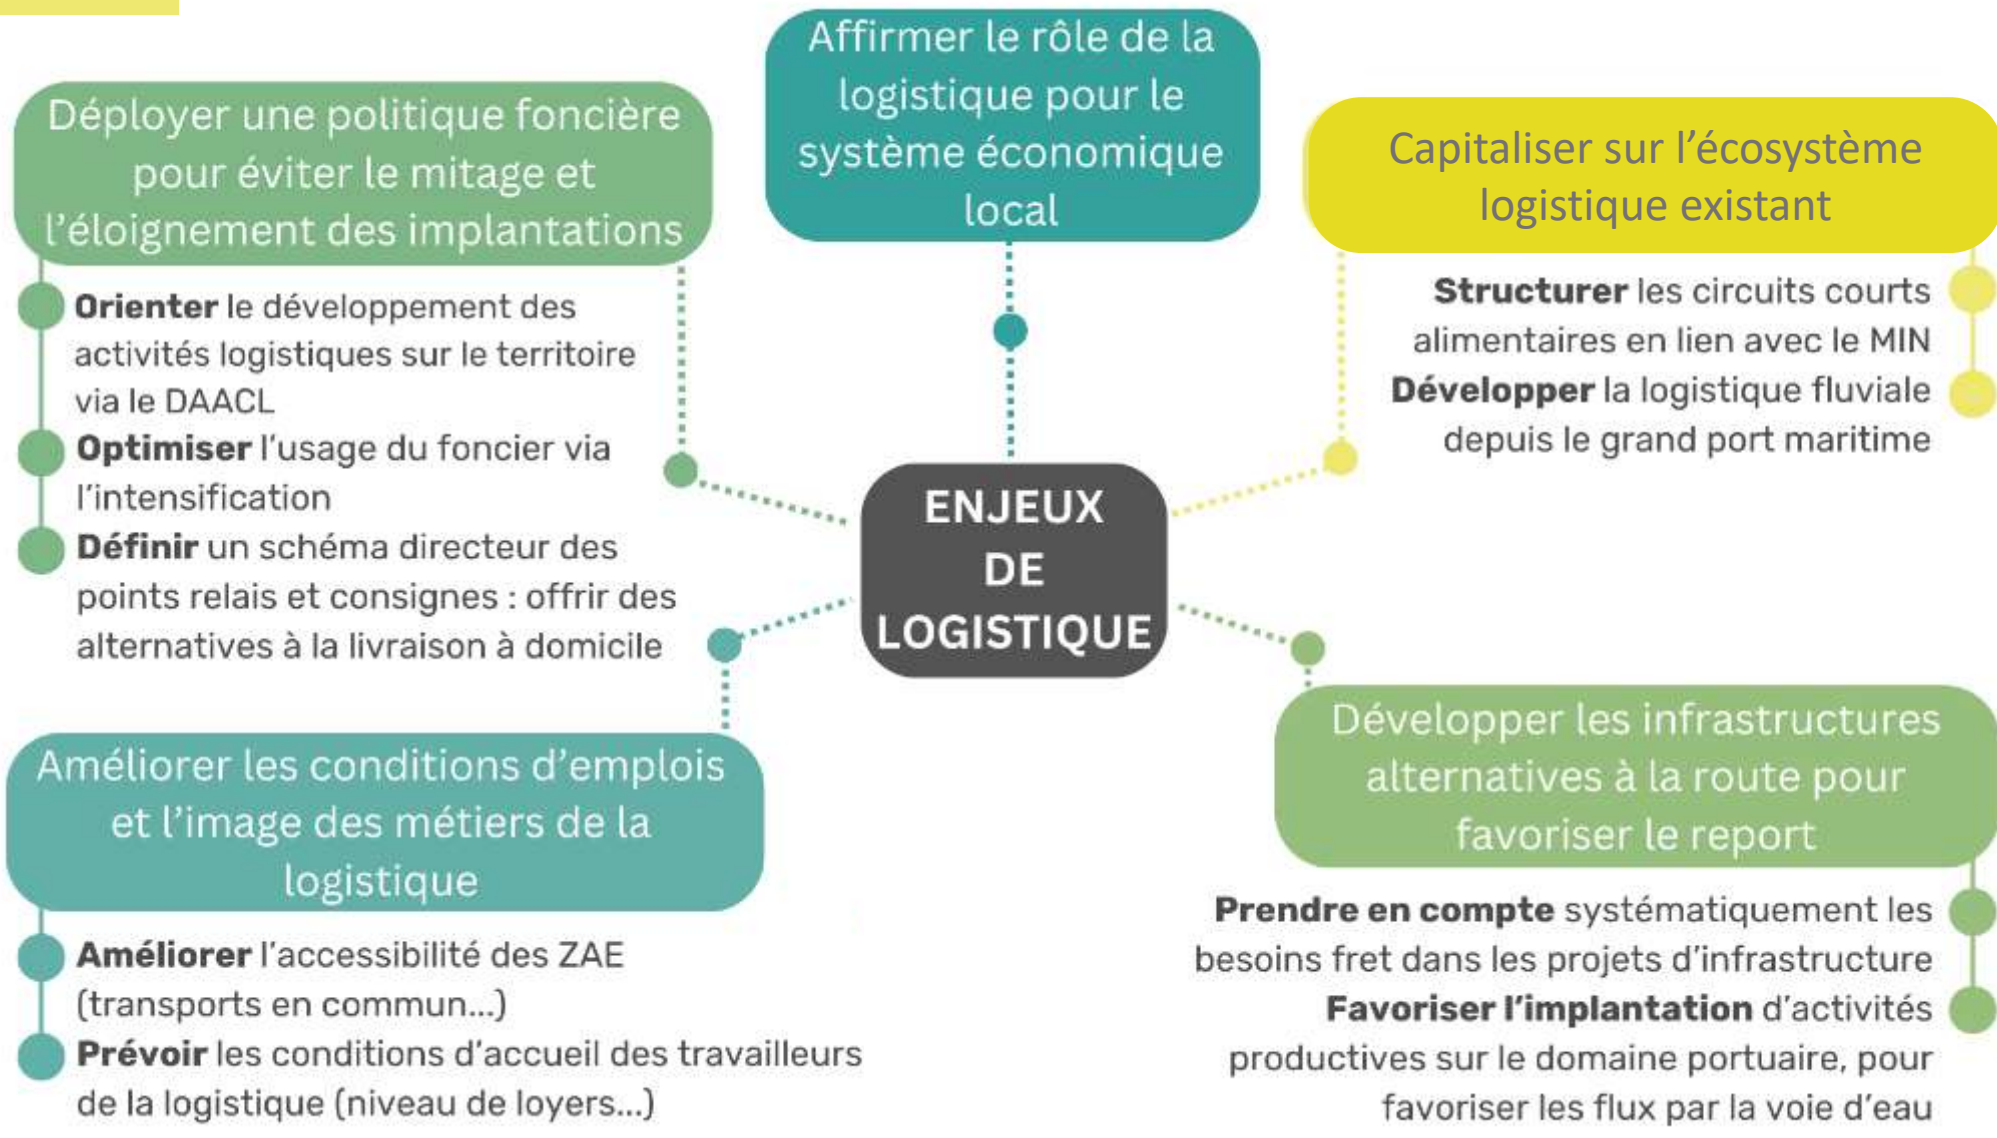 Affirmer le rôle de la
logistique pour le
système économique
local
Déployer une politique foncière
pour éviter le mitage et
l’éloignement des implantations
Orienter le développement des
activités logistiques sur le territoire
via le DAACL
Optimiser l’usage du foncier via
l’intensification
Définir un schéma directeur des
points relais et consignes : offrir des
alternatives à la livraison à domicile
Capitaliser sur l’écosystème
logistique existant
Structurer les circuits courts
alimentaires en lien avec le MIN
Développer la logistique fluviale
depuis le grand port maritime
ENJEUX
DE
LOGISTIQUE
Améliorer les conditions d’emplois
et l’image des métiers de la
logistique
Améliorer l’accessibilité des ZAE
(transports en commun...)
Prévoir les conditions d’accueil des travailleurs
de la logistique (niveau de loyers...)
Développer les infrastructures
alternatives à la route pour
favoriser le report
Prendre en compte systématiquement les
besoins fret dans les projets d’infrastructure
Favoriser l’implantation d’activités
productives sur le domaine portuaire, pour
favoriser les flux par la voie d’eau